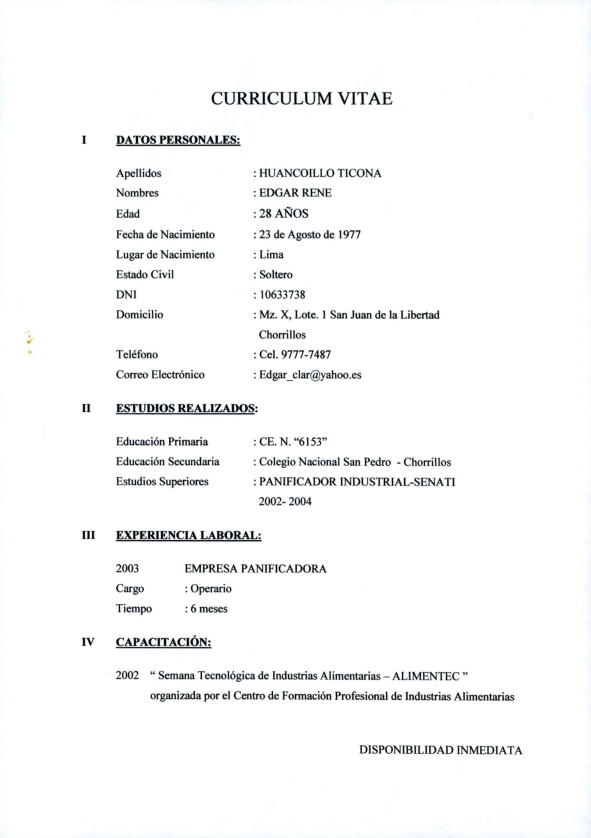 CURRICULUM VITAE
I DATOS PERSONALES:
Apellidos : HUANCOILLO TICONA
Nombres : EDGAR RENE
Edad : 28 AÑOS
Fecha de Nacimiento : 23 de Agosto de 1977
Lugar de Nacimiento : Lima
Estado Civil : Soltero
DNI : 10633738
Domicilio : Mz. X, Lote. 1 San Juan de la Libertad
Chorrillos
Teléfono : Cel. 9777-7487
Correo Electrónico : Edgar_clar@yahoo.es
II ESTUDIOS REALIZADOS:
Educación Primaria : CE. N. “6153”
Educación Secundaria : Colegio Nacional San Pedro - Chorrillos
Estudios Superiores : PANIFICADOR INDUSTRIAL-SENATI
2002- 2004
III EXPERIENCIA LABORAL:
2003 EMPRESA PANIFICADORA
Cargo : Operario
Tiempo : 6 meses
IV CAPACITACIÓN:
2002 “ Semana Tecnológica de Industrias Alimentarias – ALIMENTEC ”
organizada por el Centro de Formación Profesional de Industrias Alimentarias
DISPONIBILIDAD INMEDIATA